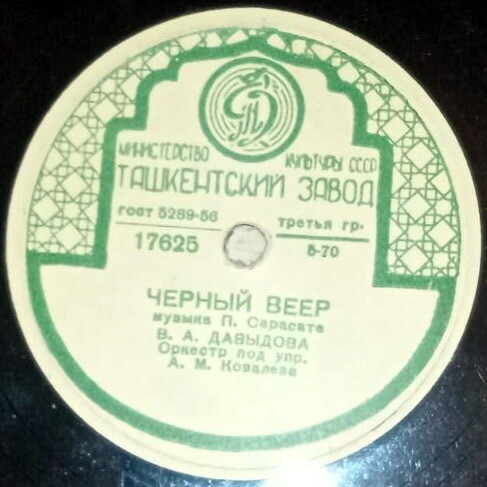 МИНИСТЕРСТВО КУЛЬТУРЫ СССР
ТАШКЕНТСКИЙ ЗАВОД
гост 5289-56
третья гр.
17625
5-70
ЧЕРНЫЙ ВЕЕР
музыка П. Сарасате
В. А. ДАВЫДОВА
Оркестр под упр.
А. М. Ковалева